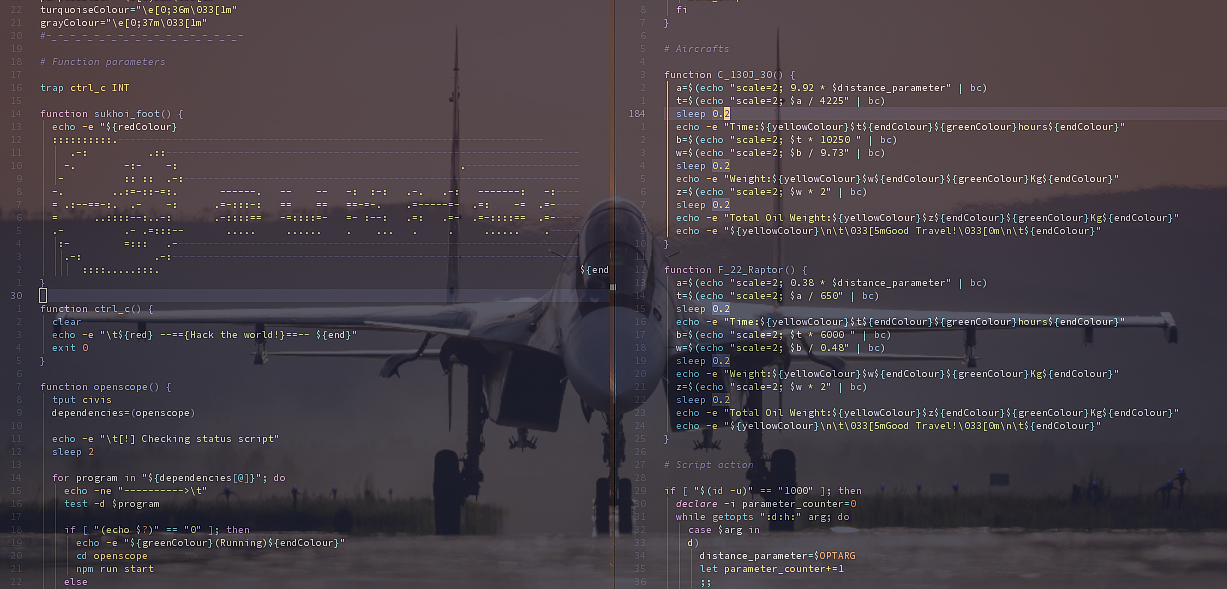 22 turquoiseColour="\e[0;36m\033[1m"
21 grayColour="\e[0;37m\033[1m"
20 #-_-_-_-_-_-_-_-_-_-_-_-_-_-_-_-_-
19
18 # Function parameters
17
16 trap ctrl_c INT
15
14 function sukhoi_foot() {
13 echo -e "${redColour}
12 ::::::::::.
11 .-: .::
10 -. -:- -: .
9 - :: :: .-:
8 -. ..:=-::-=:. ------. -- -- -: :-: .-. .-: -------: -:
7 = .:--==-:. .- -: .=-:::-: == == ==--=. .=------=- .=: -= .=-
6 = ..::::--:..-: .-::::== -=::::=- =- :--: .=: .=- .=-::::== .=-
5 .- .- .=:::-- ..... ..... . ... . . ..... .
4 :- =::: .-
3 .-: .-:
2 ::::.....:::. ${end
1 }
30
1 function ctrl_c() {
2 clear
3 echo -e "\t${red} --=={Hack the world!}==-- ${end}"
4 exit 0
5 }
6
7 function openscope() {
8 tput civis
9 dependencies=(openscope)
10
11 echo -e "\t[!] Checking status script"
12 sleep 2
13
14 for program in "${dependencies[@]}"; do
15 echo -ne "---------->\t"
16 test -d $program
17
18 if [ "(echo $?)" == "0" ]; then
19 echo -e "${greenColour}(Running)${endColour}"
20 cd openscope
21 npm run start
22 else
8 fi
7 }
6
5 # Aircrafts
4
3 function C_130J_30() {
2 a=$(echo "scale=2; 9.92 * $distance_parameter" | bc)
1 t=$(echo "scale=2; $a / 4225" | bc)
184 sleep 0.2
1 echo -e "Time:${yellowColour}$t${endColour}${greenColour}hours${endColour}"
2 b=$(echo "scale=2; $t * 10250 " | bc)
3 w=$(echo "scale=2; $b / 9.73" | bc)
4 sleep 0.2
5 echo -e "Weight:${yellowColour}$w${endColour}${greenColour}Kg${endColour}"
6 z=$(echo "scale=2; $w * 2" | bc)
7 sleep 0.2
8 echo -e "Total Oil Weight:${yellowColour}$z${endColour}${greenColour}Kg${endColour}"
9 echo -e "${yellowColour}\n\t\033[5mGood Travel!\033[0m\n\t${endColour}"
10 }
11
12 function F_22_Raptor() {
13 a=$(echo "scale=2; 0.38 * $distance_parameter" | bc)
14 t=$(echo "scale=2; $a / 650" | bc)
15 sleep 0.2
16 echo -e "Time:${yellowColour}$t${endColour}${greenColour}hours${endColour}"
17 b=$(echo "scale=2; $t * 6000 " | bc)
18 w=$(echo "scale=2; $b / 0.48" | bc)
19 sleep 0.2
20 echo -e "Weight:${yellowColour}$w${endColour}${greenColour}Kg${endColour}"
21 z=$(echo "scale=2; $w * 2" | bc)
22 sleep 0.2
23 echo -e "Total Oil Weight:${yellowColour}$z${endColour}${greenColour}Kg${endColour}"
24 echo -e "${yellowColour}\n\t\033[5mGood Travel!\033[0m\n\t${endColour}"
25 }
26
27 # Script action
28
29 if [ "$(id -u)" == "1000" ]; then
30 declare -i parameter_counter=0
31 while getopts ":d:h:" arg; do
32 case $arg in
33 d)
34 distance_parameter=$OPTARG
35 let parameter_counter+=1
36 ;;